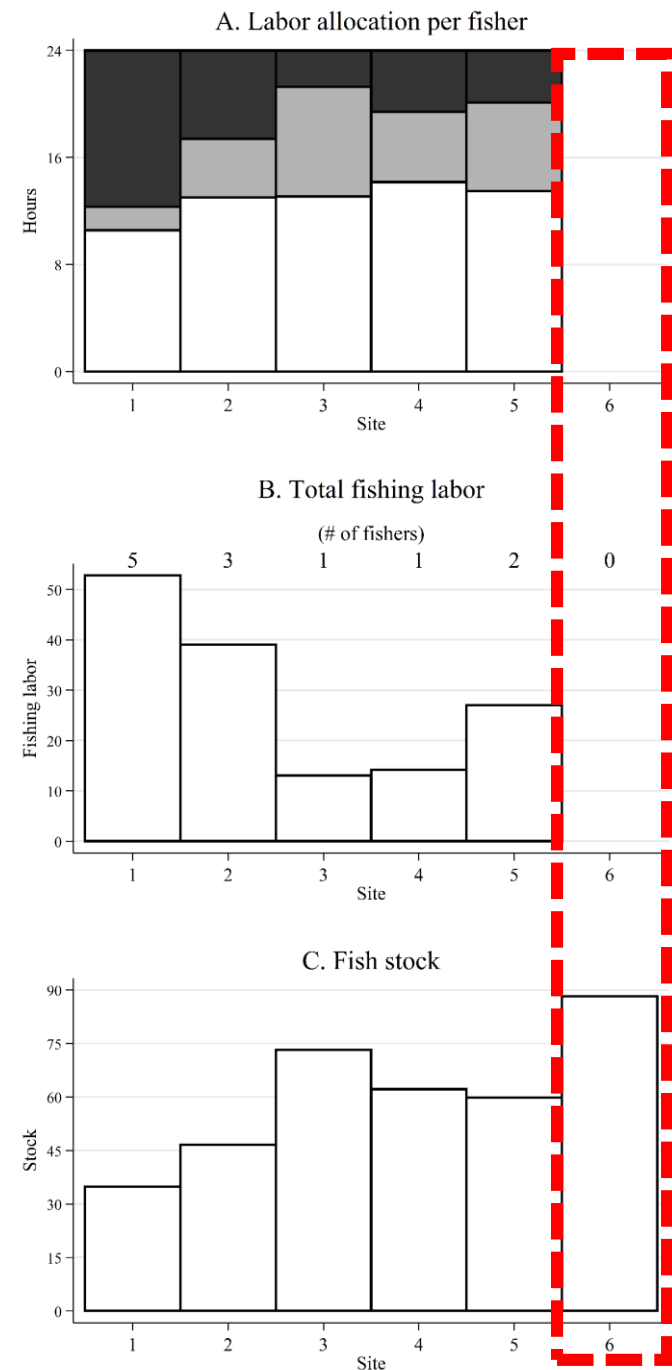 A. Labor allocation per fisher
24
16
8
0
Hours
1 2 3 4 5 6
Site
B. Total fishing labor
(# of fishers)
5 3 1 1 2 0
50
40
30
20
10
0
Fishing labor
1 2 3 4 5 6
Site
C. Fish stock
90
75
60
45
30
15
0
Stock
1 2 3 4 5 6
Site